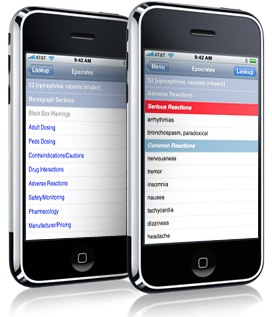 AT&T 9:42 AM
Lookup Epocrates
S2 [epinephrine, racemic inhaled]
Monograph Sections
Black Box Warnings
Adult Dosing
Peds Dosing
Contraindications/Cautions
Drug Interactions
Adverse Reactions
Safety/Monitoring
Pharmacology
Manufacturer/Pricing
AT&T 9:42 AM
Menu Epocrates Lookup
S2 [epinephrine, racemic inhaled]
Adverse Reactions
Serious Reactions
arrhythmias
bronchospasm, paradoxical
Common Reactions
nervousness
tremor
insomnia
nausea
tachycardia
dizziness
headache